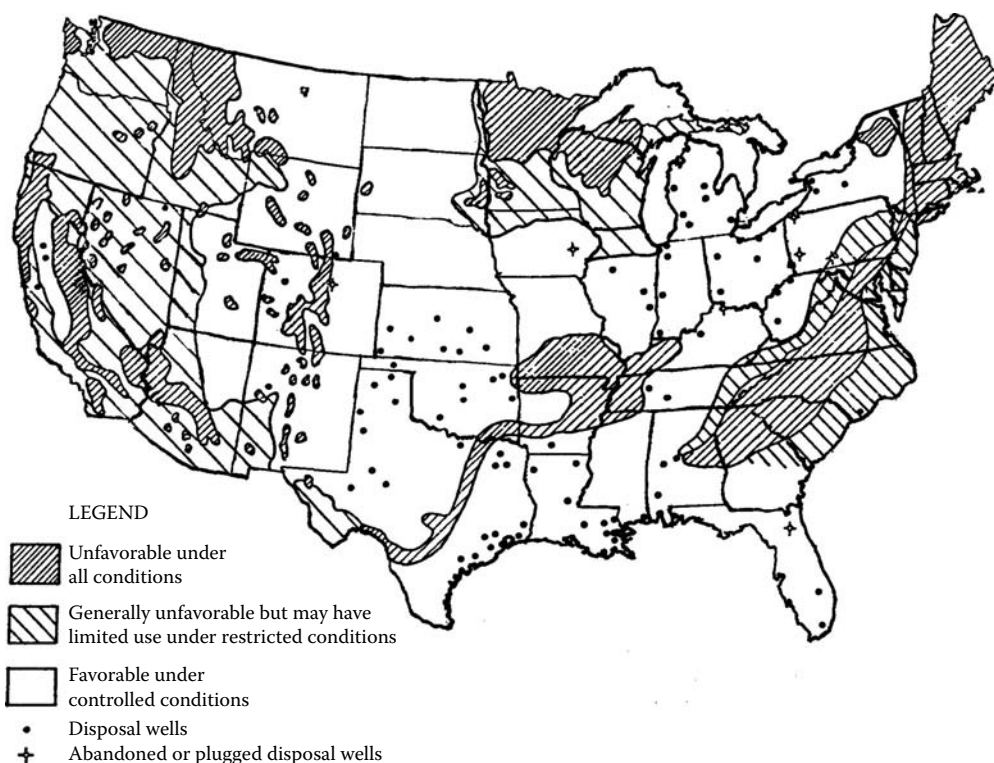 LEGEND
Unfavorable under
all conditions
Generally unfavorable but may have
limited use under restricted conditions
Favorable under
controlled conditions
Disposal wells
Abandoned or plugged disposal wells